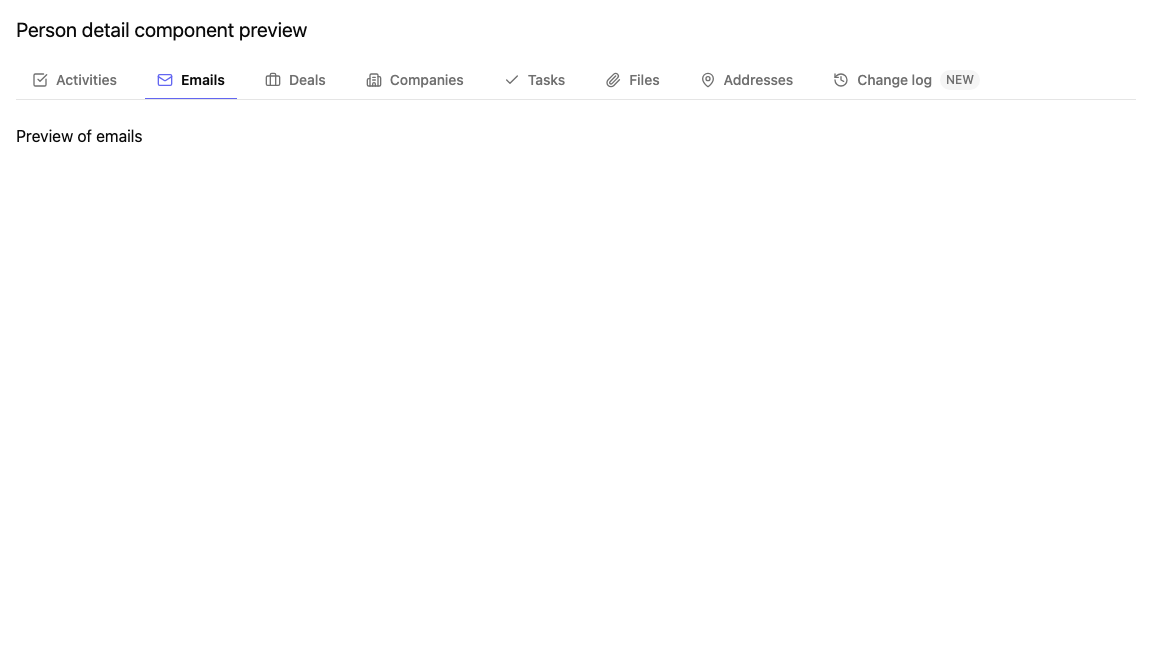 Person detail component preview
Activities Emails Deals Companies Tasks Files Addresses Change log NEW
Preview of emails